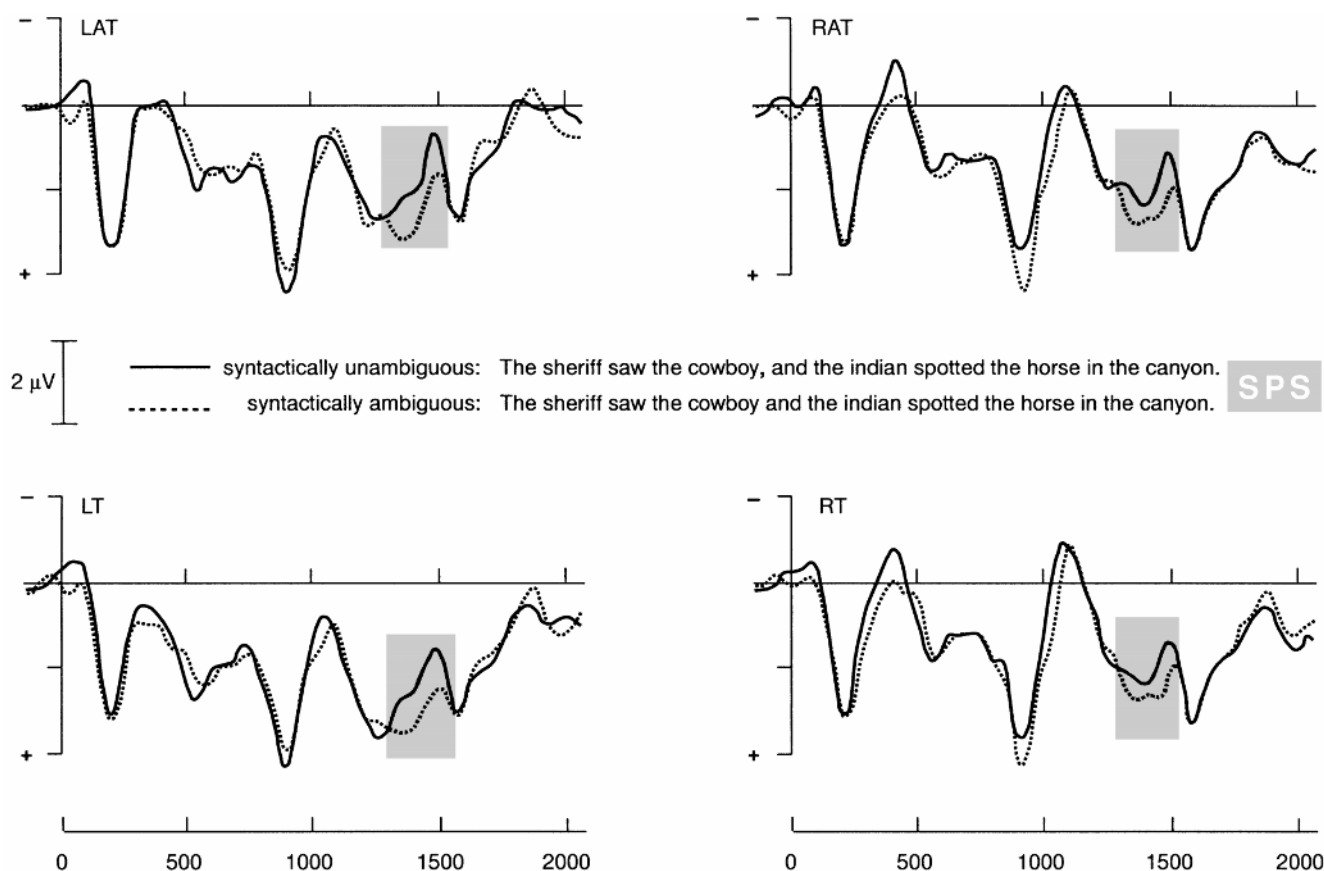 − LAT
+
− RAT
+
2 µV
syntactically unambiguous: The sheriff saw the cowboy, and the indian spotted the horse in the canyon.
syntactically ambiguous: The sheriff saw the cowboy and the indian spotted the horse in the canyon.
SPS
− LT
+
− RT
+
0 500 1000 1500 2000
0 500 1000 1500 2000